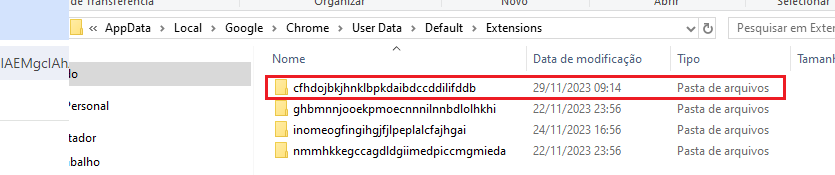 de Transferência Organizar Novo Abrir Selecionar
« AppData > Local > Google > Chrome > User Data > Default > Extensions
Pesquisar em Exten
IAEMgclAh
Nome Data de modificação Tipo Tamanh
cfhdojbkjhnklbpkdaibdccddilifddb 29/11/2023 09:14 Pasta de arquivos
ghbmnnjooekpmoecnnnilnnbdlolhkhi 22/11/2023 23:56 Pasta de arquivos
Personal
inomeogfingihgjfjlpeplalcfajhgai 24/11/2023 16:56 Pasta de arquivos
tador
nmmhkkegccagdldgiimedpiccmgmieda 22/11/2023 23:56 Pasta de arquivos
abalho